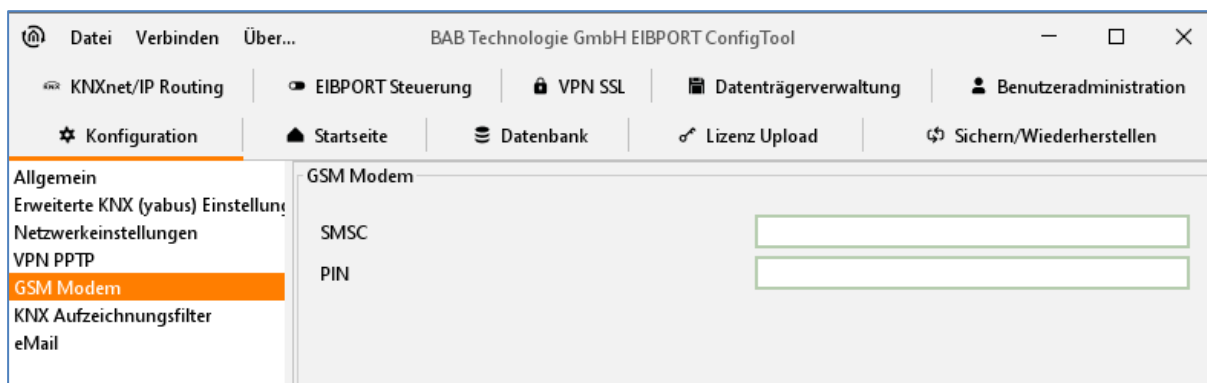 Datei Verbinden Über... BAB Technologie GmbH EIBPORT ConfigTool
KNX KNXnet/IP Routing EIBPORT Steuerung VPN SSL Datenträgerverwaltung Benutzeradministration
Konfiguration Startseite Datenbank Lizenz Upload Sichern/Wiederherstellen
Allgemein
Erweiterte KNX (yabus) Einstellung
Netzwerkeinstellungen
VPN PPTP
GSM Modem
KNX Aufzeichnungsfilter
eMail
GSM Modem
SMSC
PIN